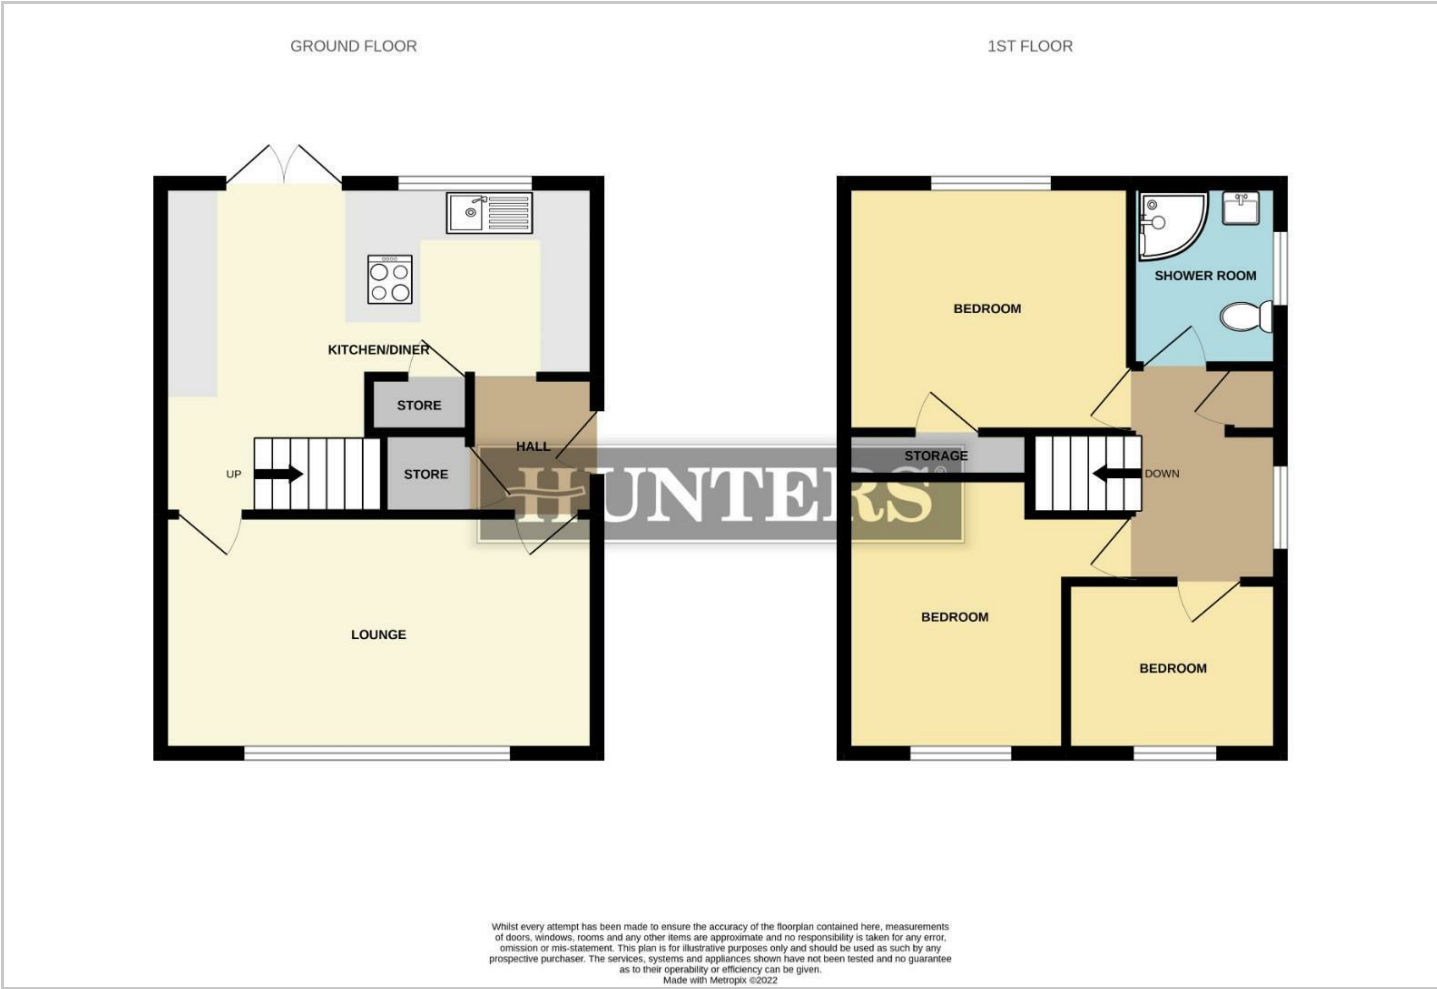 GROUND FLOOR
1ST FLOOR
KITCHEN/DINER
STORE
HALL
STORE
UP
LOUNGE
BEDROOM
SHOWER ROOM
STORAGE
DOWN
BEDROOM
BEDROOM
HUNTERS®
Whilst every attempt has been made to ensure the accuracy of the floorplan contained here, measurements
of doors, windows, rooms and any other items are approximate and no responsibility is taken for any error,
omission or mis-statement. This plan is for illustrative purposes only and should be used as such by any
prospective purchaser. The services, systems and appliances shown have not been tested and no guarantee
as to their operability or efficiency can be given.
Made with Metropix ©2022